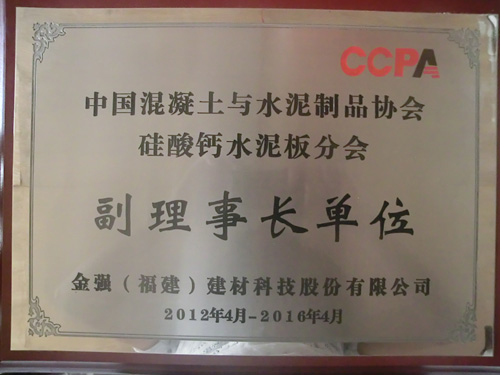 CCPA
中国混凝土与水泥制品协会
硅酸钙水泥板分会
副理事长单位
金强（福建）建材科技股份有限公司
2012年4月-2016年4月